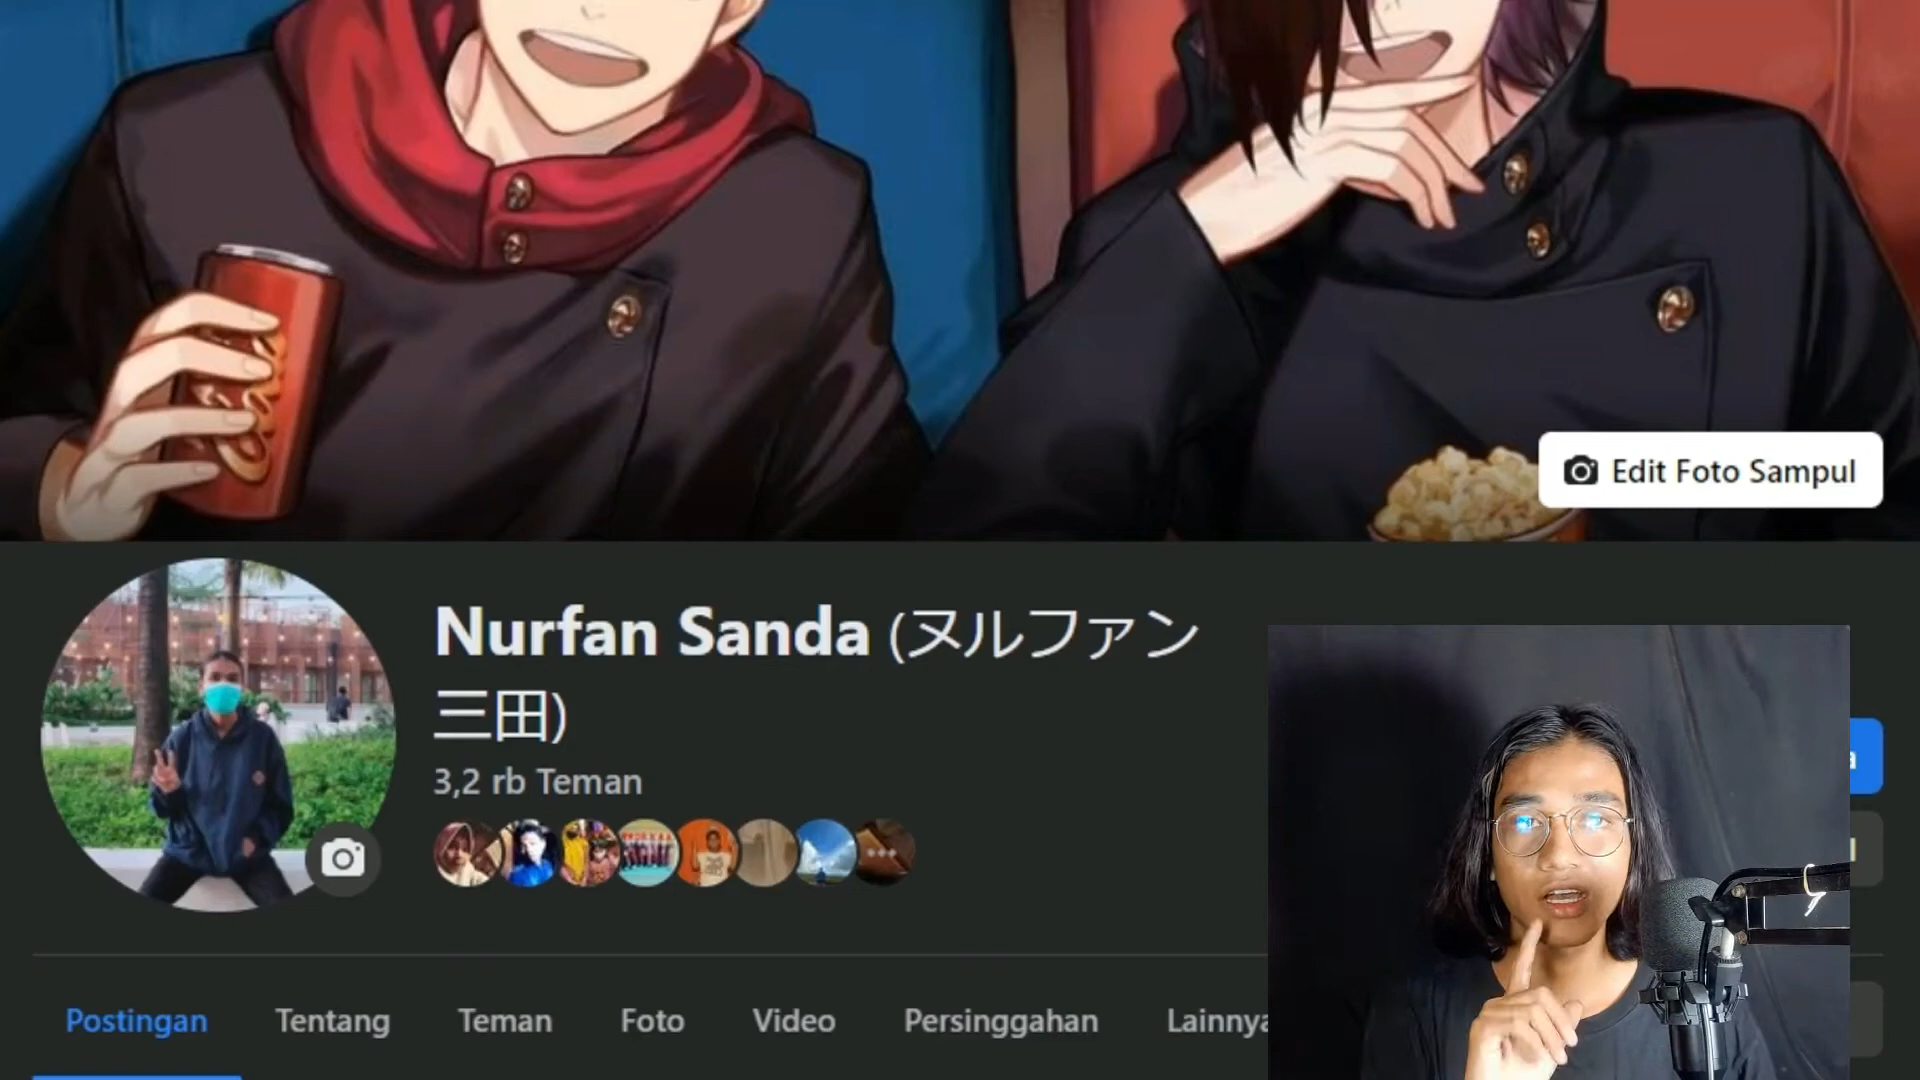 Edit Foto Sampul
Nurfan Sanda (ヌルファン
三田)
3,2 rb Teman
Postingan Tentang Teman Foto Video Persinggahan Lainnya